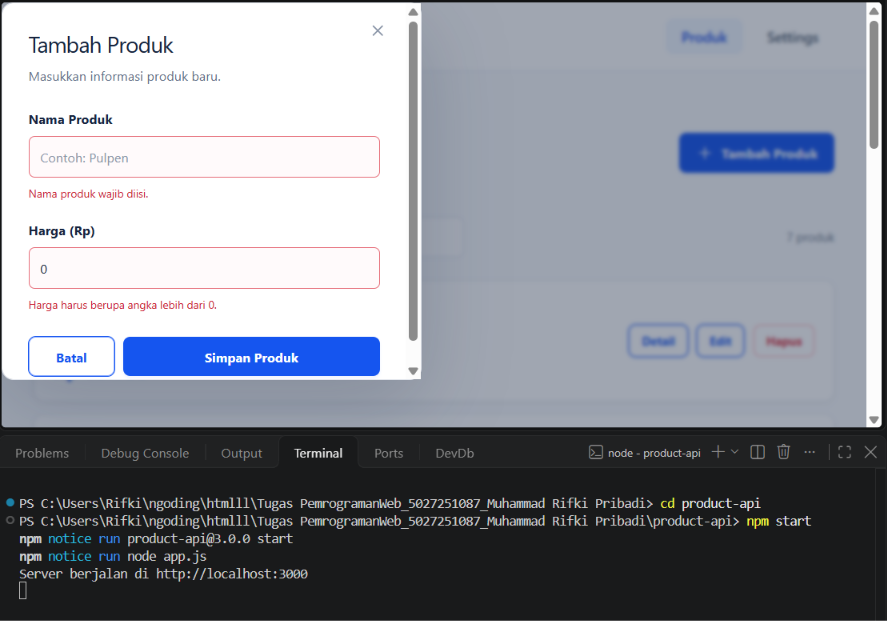 Tambah Produk
Masukkan informasi produk baru.
Nama Produk
Contoh: Pulpen
Nama produk wajib diisi.
Harga (Rp)
0
Harga harus berupa angka lebih dari 0.
Batal
Simpan Produk
Produk
Settings
+ Tambah Produk
7 produk
Detail
Edit
Hapus
Problems
Debug Console
Output
Terminal
Ports
DevDb
node - product-api
PS C:\Users\Rifki\ngoding\htmlll\Tugas PemrogramanWeb_5027251087_Muhammad Rifki Pribadi> cd product-api
PS C:\Users\Rifki\ngoding\htmlll\Tugas PemrogramanWeb_5027251087_Muhammad Rifki Pribadi\product-api> npm start
npm notice run product-api@3.0.0 start
npm notice run node app.js
Server berjalan di http://localhost:3000